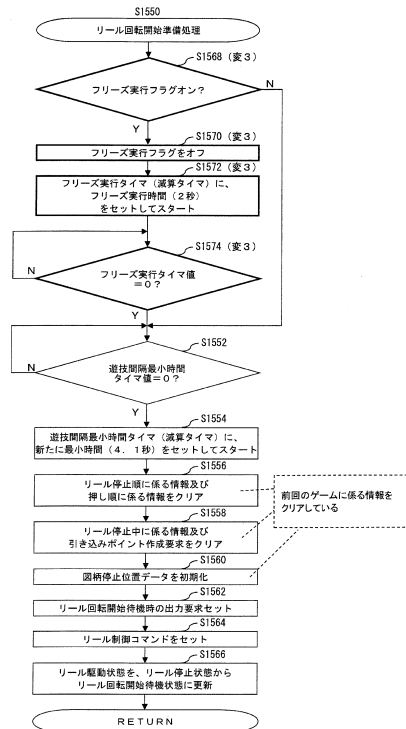 S1550
リール回転開始準備処理
S1568（変３）
フリーズ実行フラグオン？
N
Y
S1570（変３）
フリーズ実行フラグをオフ
S1572（変３）
フリーズ実行タイマ（減算タイマ）に、
フリーズ実行時間（２秒）
をセットしてスタート
S1574（変３）
フリーズ実行タイマ値
＝０？
N
Y
S1552
遊技間隔最小時間
タイマ値＝０？
N
Y
S1554
遊技間隔最小時間タイマ（減算タイマ）に、
新たに最小時間（４．１秒）をセットしてスタート
S1556
リール停止順に係る情報及び
押し順に係る情報をクリア
前回のゲームに係る情報を
クリアしている
S1558
リール停止中に係る情報及び
引き込みポイント作成要求をクリア
S1560
図柄停止位置データを初期化
S1562
リール回転開始待機時の出力要求セット
S1564
リール制御コマンドをセット
S1566
リール駆動状態を、リール停止状態から
リール回転開始待機状態に更新
ＲＥＴＵＲＮ